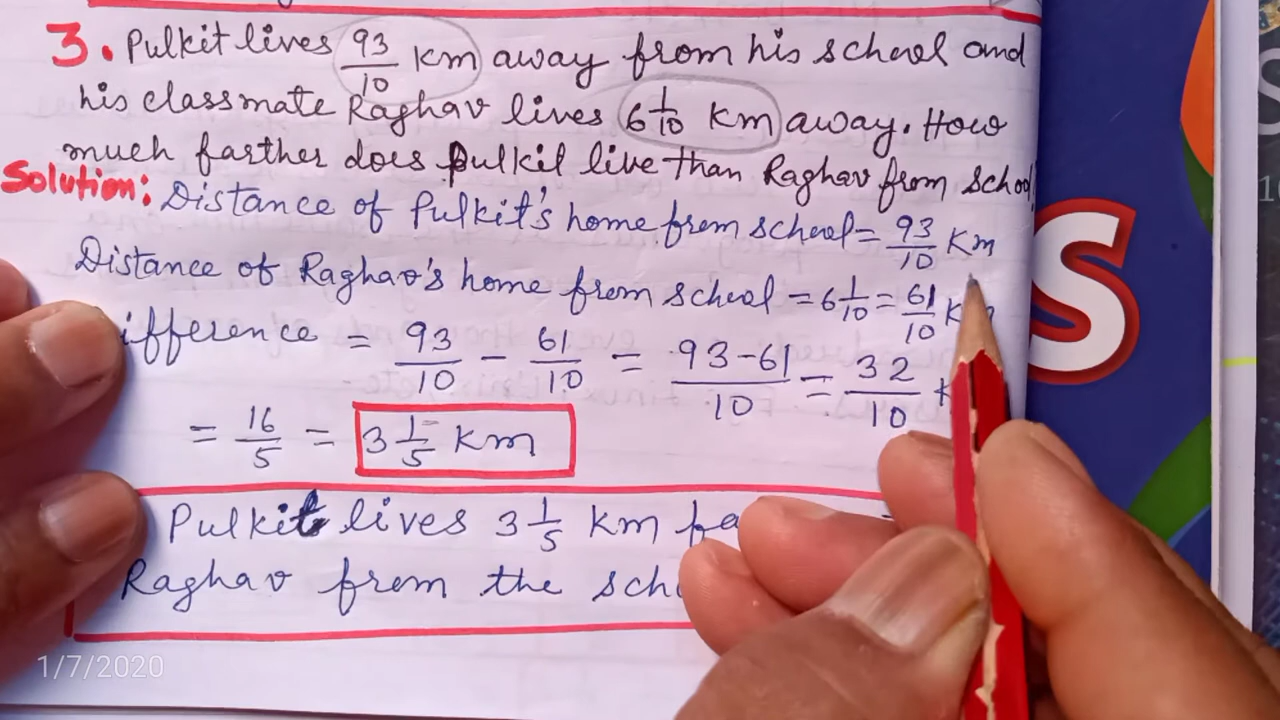 3. Pulkit lives 93/10 Km away from his school and
his classmate Raghav lives 6 1/10 Km away. How
much farther does Pulkit live than Raghav from school
Solution: Distance of Pulkit's home from school = 93/10 Km
Distance of Raghav's home from school = 6 1/10 = 61/10 Km
ifference = 93/10 - 61/10 = 93-61/10 = 32/10
= 16/5 = 3 1/5 Km
Pulkit lives 3 1/5 Km fa
Raghav from the sch
1/7/2020
S